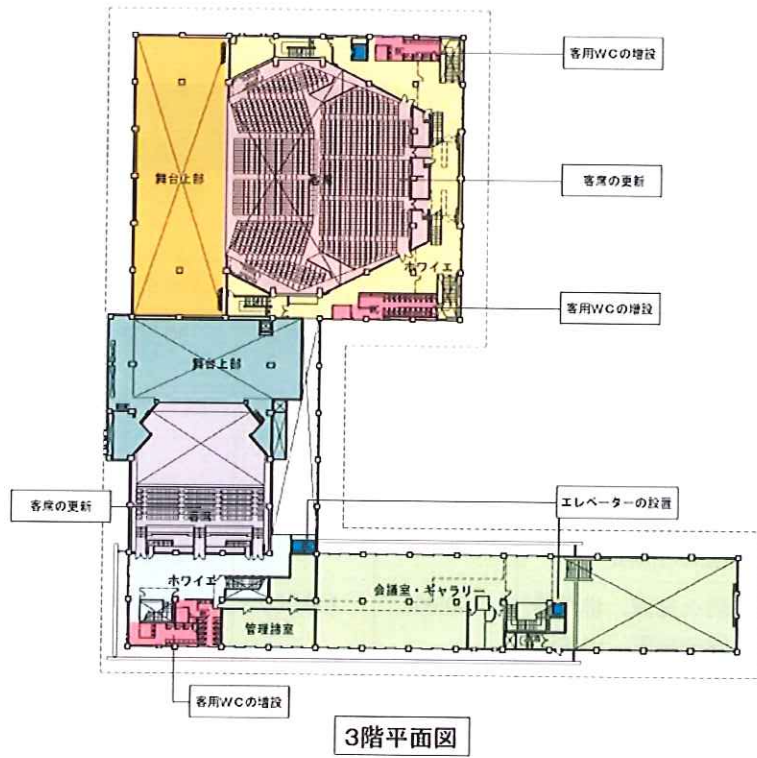 客用WCの増設
舞台上部
客席
客席の更新
ホワイエ
客用WCの増設
舞台上部
客席の更新
客席
エレベーターの設置
ホワイエ
会議室・ギャラリー
管理諸室
客用WCの増設
3階平面図